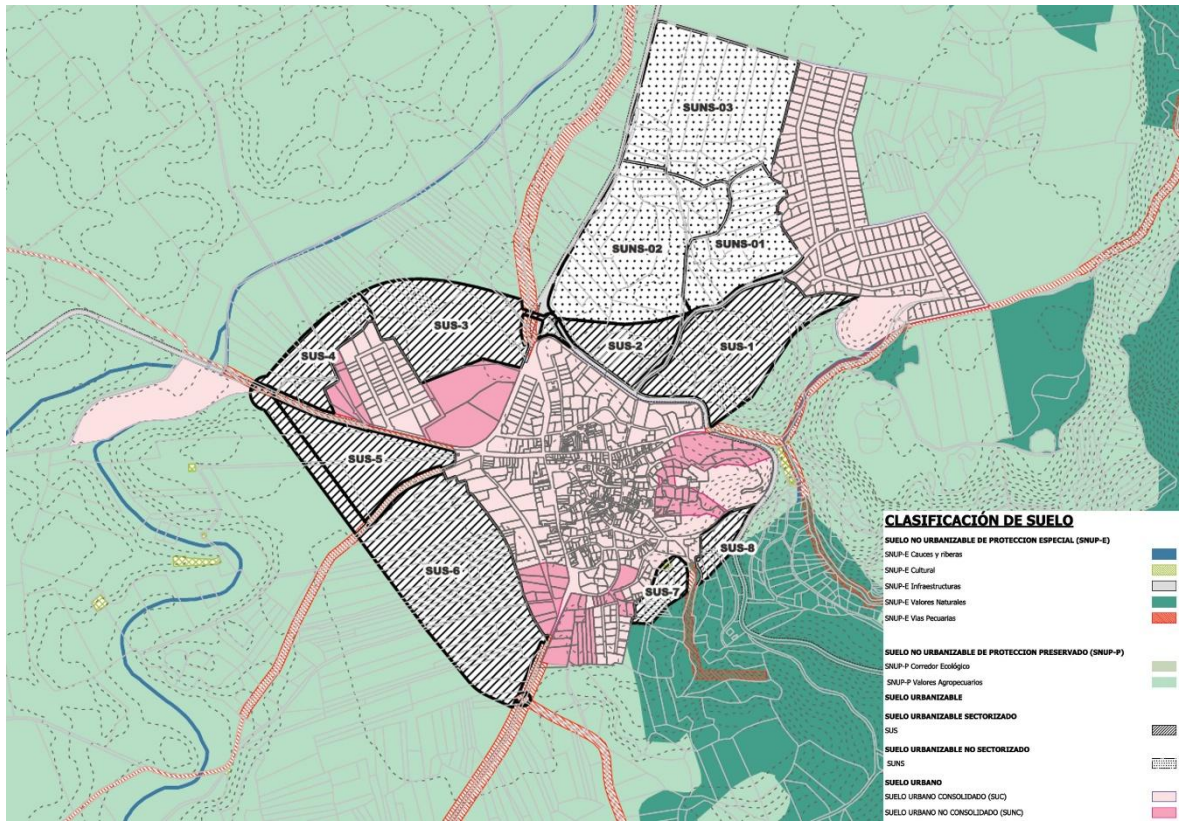 SUNS-03
SUNS-02
SUNS-01
SUS-3
SUS-4
SUS-2
SUS-1
SUS-5
SUS-6
SUS-8
SUS-7
CLASIFICACIÓN DE SUELO
SUELO NO URBANIZABLE DE PROTECCION ESPECIAL (SNUP-E)
SNUP-E Cauces y riberas
SNUP-E Cultural
SNUP-E Infraestructuras
SNUP-E Valores Naturales
SNUP-E Vias Pecuarias
SUELO NO URBANIZABLE DE PROTECCION PRESERVADO (SNUP-P)
SNUP-P Corredor Ecológico
SNUP-P Valores Agropecuarios
SUELO URBANIZABLE
SUELO URBANIZABLE SECTORIZADO
SUS
SUELO URBANIZABLE NO SECTORIZADO
SUNS
SUELO URBANO
SUELO URBANO CONSOLIDADO (SUC)
SUELO URBANO NO CONSOLIDADO (SUNC)